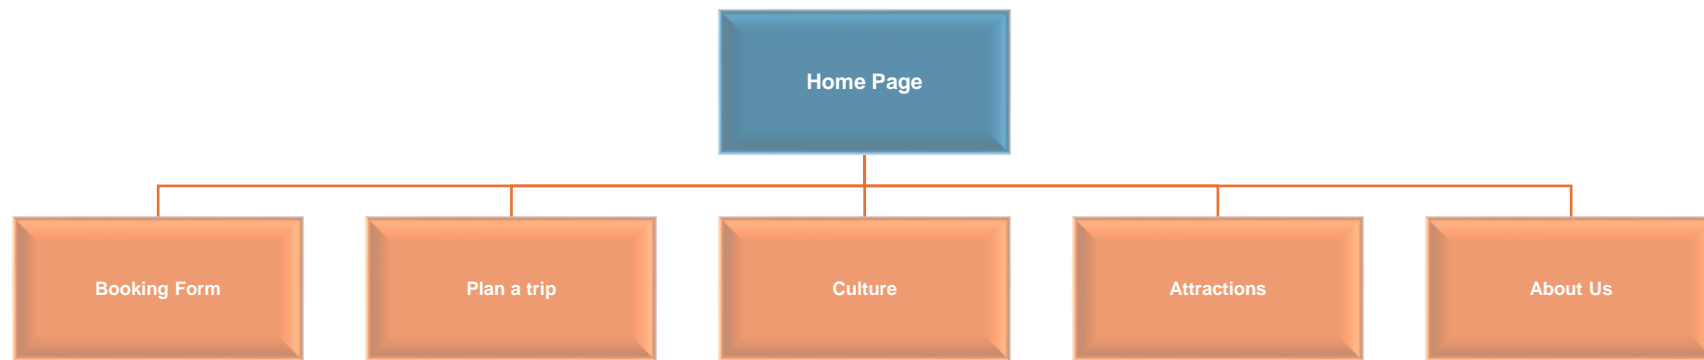 Home Page
Booking Form
Plan a trip
Culture
Attractions
About Us